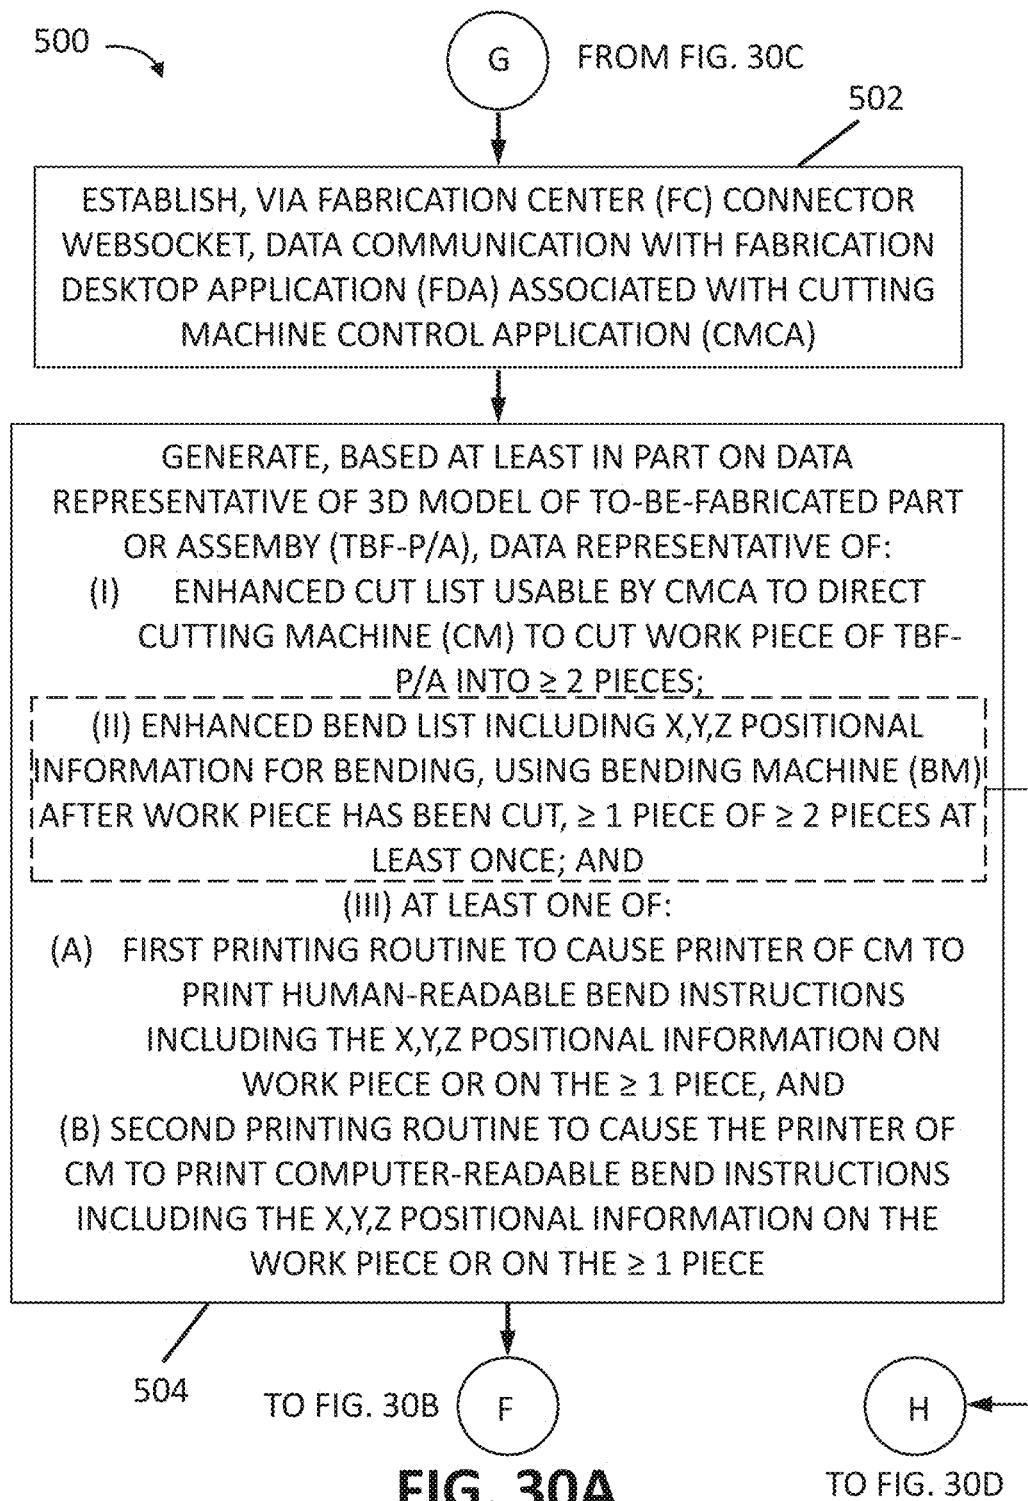 500
G
FROM FIG. 30C
502
ESTABLISH, VIA FABRICATION CENTER (FC) CONNECTOR
WEBSOCKET, DATA COMMUNICATION WITH FABRICATION
DESKTOP APPLICATION (FDA) ASSOCIATED WITH CUTTING
MACHINE CONTROL APPLICATION (CMCA)
GENERATE, BASED AT LEAST IN PART ON DATA
REPRESENTATIVE OF 3D MODEL OF TO-BE-FABRICATED PART
OR ASSEMBY (TBF-P/A), DATA REPRESENTATIVE OF:
(I) ENHANCED CUT LIST USABLE BY CMCA TO DIRECT
CUTTING MACHINE (CM) TO CUT WORK PIECE OF TBF-
P/A INTO ≥ 2 PIECES;
(II) ENHANCED BEND LIST INCLUDING X,Y,Z POSITIONAL
INFORMATION FOR BENDING, USING BENDING MACHINE (BM)
AFTER WORK PIECE HAS BEEN CUT, ≥ 1 PIECE OF ≥ 2 PIECES AT
LEAST ONCE; AND
(III) AT LEAST ONE OF:
(A) FIRST PRINTING ROUTINE TO CAUSE PRINTER OF CM TO
PRINT HUMAN-READABLE BEND INSTRUCTIONS
INCLUDING THE X,Y,Z POSITIONAL INFORMATION ON
WORK PIECE OR ON THE ≥ 1 PIECE, AND
(B) SECOND PRINTING ROUTINE TO CAUSE THE PRINTER OF
CM TO PRINT COMPUTER-READABLE BEND INSTRUCTIONS
INCLUDING THE X,Y,Z POSITIONAL INFORMATION ON THE
WORK PIECE OR ON THE ≥ 1 PIECE
504
TO FIG. 30B
F
H
TO FIG. 30D
FIG. 30A